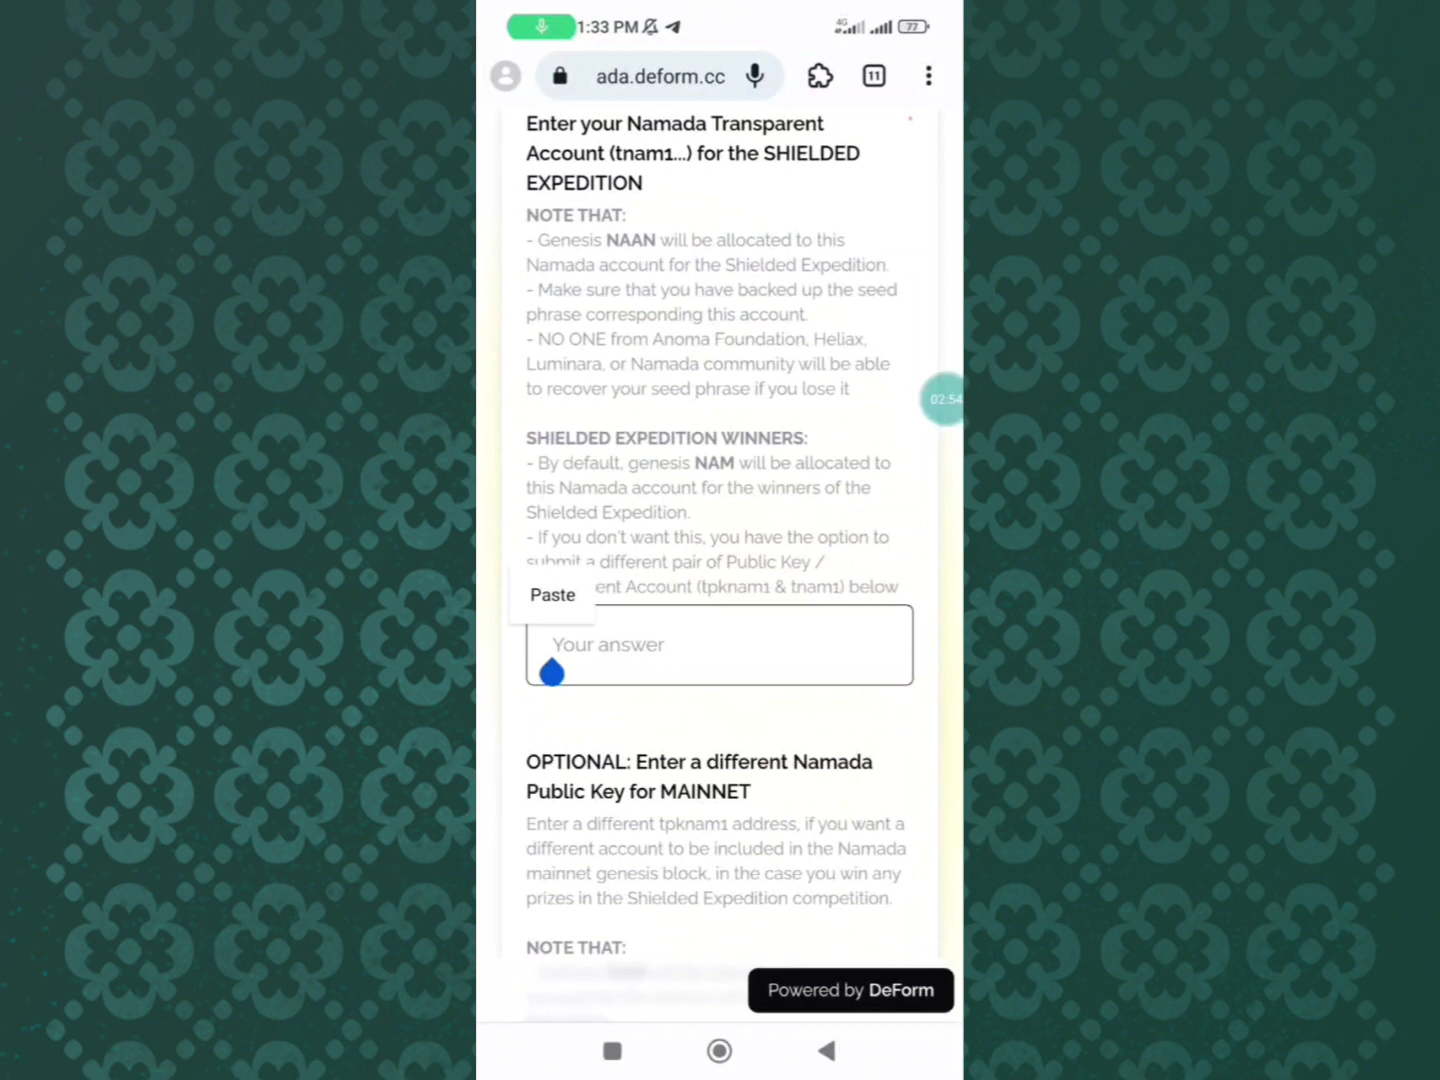 1:33 PM
4G
77
ada.deform.cc
11
Enter your Namada Transparent
Account (tnam1...) for the SHIELDED
EXPEDITION
NOTE THAT:
- Genesis NAAN will be allocated to this
Namada account for the Shielded Expedition.
- Make sure that you have backed up the seed
phrase corresponding this account.
- NO ONE from Anoma Foundation, Heliax,
Luminara, or Namada community will be able
to recover your seed phrase if you lose it
02:54
SHIELDED EXPEDITION WINNERS:
- By default, genesis NAM will be allocated to
this Namada account for the winners of the
Shielded Expedition.
- If you don't want this, you have the option to
submit a different pair of Public Key /
ent Account (tpknam1 & tnam1) below
Paste
Your answer
OPTIONAL: Enter a different Namada
Public Key for MAINNET
Enter a different tpknam1 address, if you want a
different account to be included in the Namada
mainnet genesis block, in the case you win any
prizes in the Shielded Expedition competition.
NOTE THAT:
Powered by DeForm